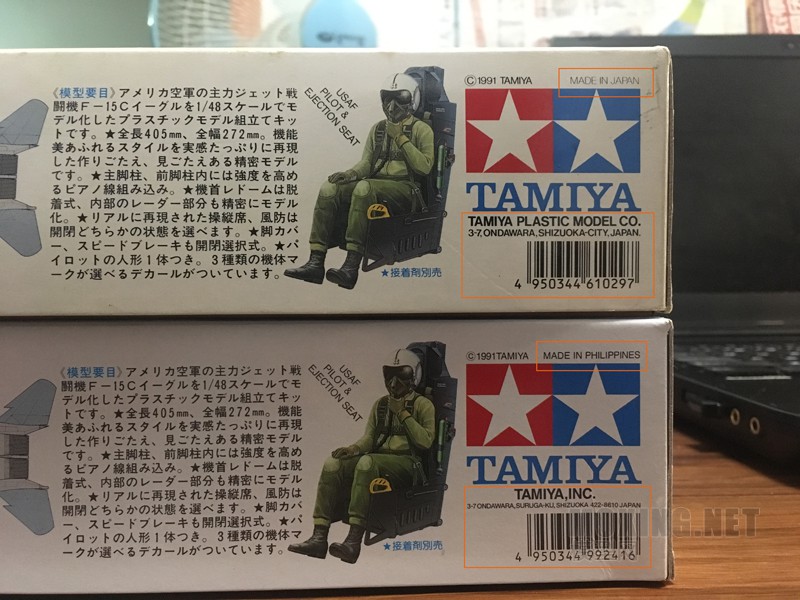 《模型要目》アメリカ空軍の主力ジェット戦
闘機F-15Cイーグルを1/48スケールでモ
デル化したプラスチックモデル組立てキッ
トです。★全長405mm、全幅272mm。機能
美あふれるスタイルを実感たっぷりに再現
した作りごたえ、見ごたえある精密モデル
です。★主脚柱、前脚柱内には強度を高め
るピアノ線組み込み。★機首レドームは脱
着式、内部のレーダー部分も精密にモデル
化。★リアルに再現された操縦席、風防は
開閉どちらかの状態を選べます。★脚カバ
ー、スピードブレーキも開閉選択式。★パ
イロットの人形1体つき。3種類の機体マ
ークが選べるデカールがついています。
USAF
PILOT &
EJECTION SEAT
★接着剤別売
©1991 TAMIYA
MADE IN JAPAN
TAMIYA
TAMIYA PLASTIC MODEL CO.
3-7, ONDAWARA, SHIZUOKA-CITY, JAPAN.
4 950344 610297
《模型要目》アメリカ空軍の主力ジェット戦
闘機F-15Cイーグルを1/48スケールでモ
デル化したプラスチックモデル組立てキッ
トです。★全長405mm、全幅272mm。機能
美あふれるスタイルを実感たっぷりに再現
した作りごたえ、見ごたえある精密モデル
です。★主脚柱、前脚柱内には強度を高め
るピアノ線組み込み。★機首レドームは脱
着式、内部のレーダー部分も精密にモデル
化。★リアルに再現された操縦席、風防は
開閉どちらかの状態を選べます。★脚カバ
ー、スピードブレーキも開閉選択式。★パ
イロットの人形1体つき。3種類の機体マ
ークが選べるデカールがついています。
USAF
PILOT &
EJECTION SEAT
★接着剤別売
©1991 TAMIYA
MADE IN PHILIPPINES
TAMIYA
TAMIYA,INC.
3-7 ONDAWARA, SURUGA-KU, SHIZUOKA 422-8610 JAPAN
4 950344 992416